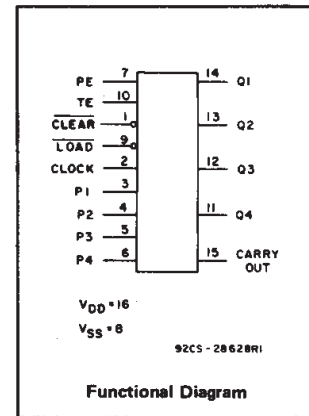 PE 7 14 Q1
TE 10
CLEAR 1 13 Q2
LOAD 9
CLOCK 2 12 Q3
P1 3
P2 4 11 Q4
P3 5
P4 6 15 CARRY OUT
VDD = 16
VSS = 8
92CS-28628R1
Functional Diagram